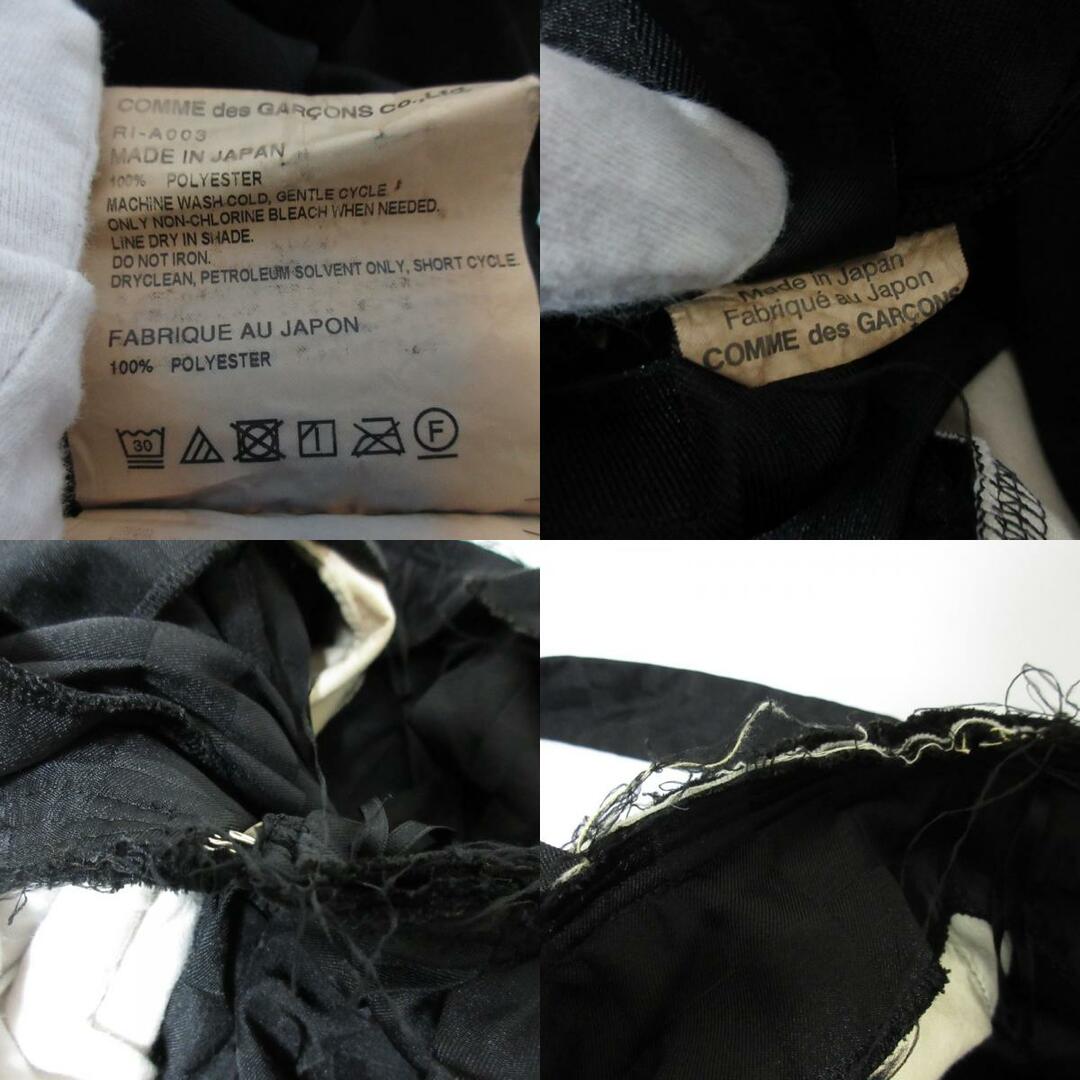 COMME des GARÇONS Co.,Ltd.
RI-A003
MADE IN JAPAN
100% POLYESTER
MACHINE WASH COLD, GENTLE CYCLE
ONLY NON-CHLORINE BLEACH WHEN NEEDED,
LINE DRY IN SHADE.
DO NOT IRON.
DRYCLEAN, PETROLEUM SOLVENT ONLY, SHORT CYCLE.
FABRIQUE AU JAPON
100% POLYESTER
30
F
Made in Japan
Fabriqué au Japon
COMME des GARÇONS